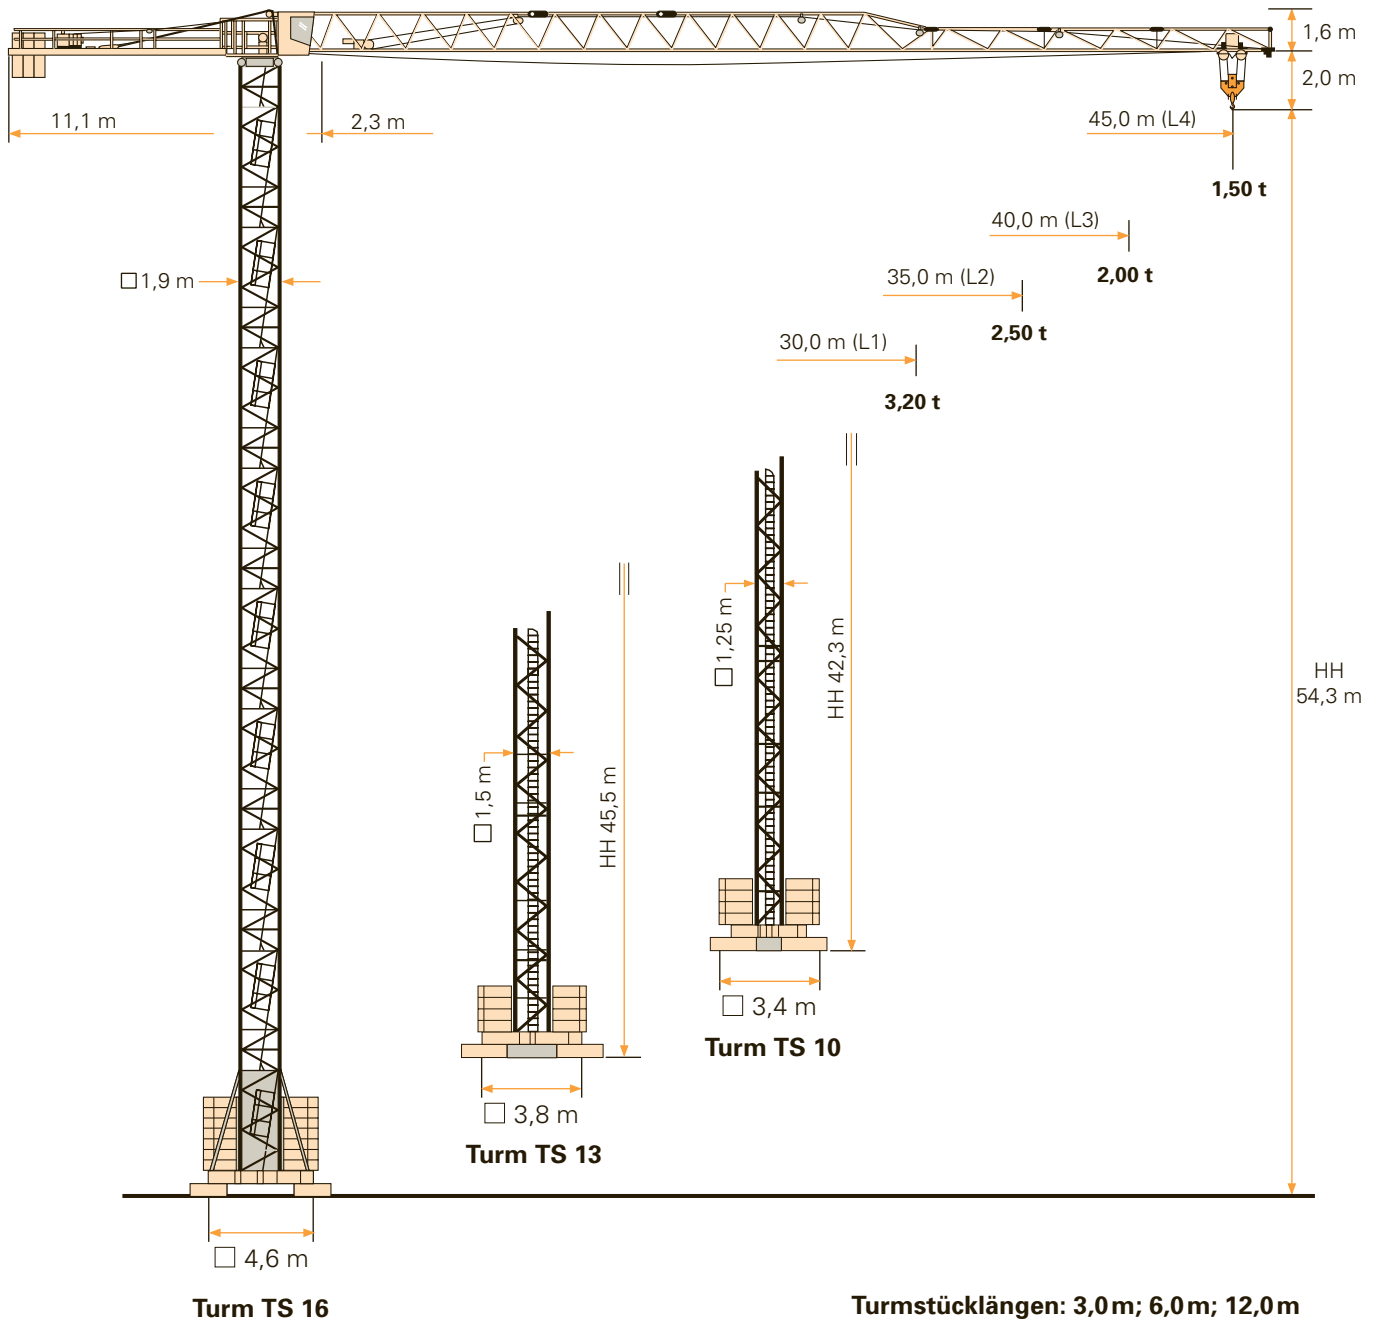 1,6 m
2,0 m
11,1 m
2,3 m
45,0 m (L4)
1,50 t
40,0 m (L3)
2,00 t
□ 1,9 m
35,0 m (L2)
2,50 t
30,0 m (L1)
3,20 t
□ 1,25 m
HH 42,3 m
HH
54,3 m
□ 1,5 m
HH 45,5 m
□ 3,4 m
Turm TS 10
□ 3,8 m
Turm TS 13
□ 4,6 m
Turm TS 16
Turmstücklängen: 3,0 m; 6,0 m; 12,0 m